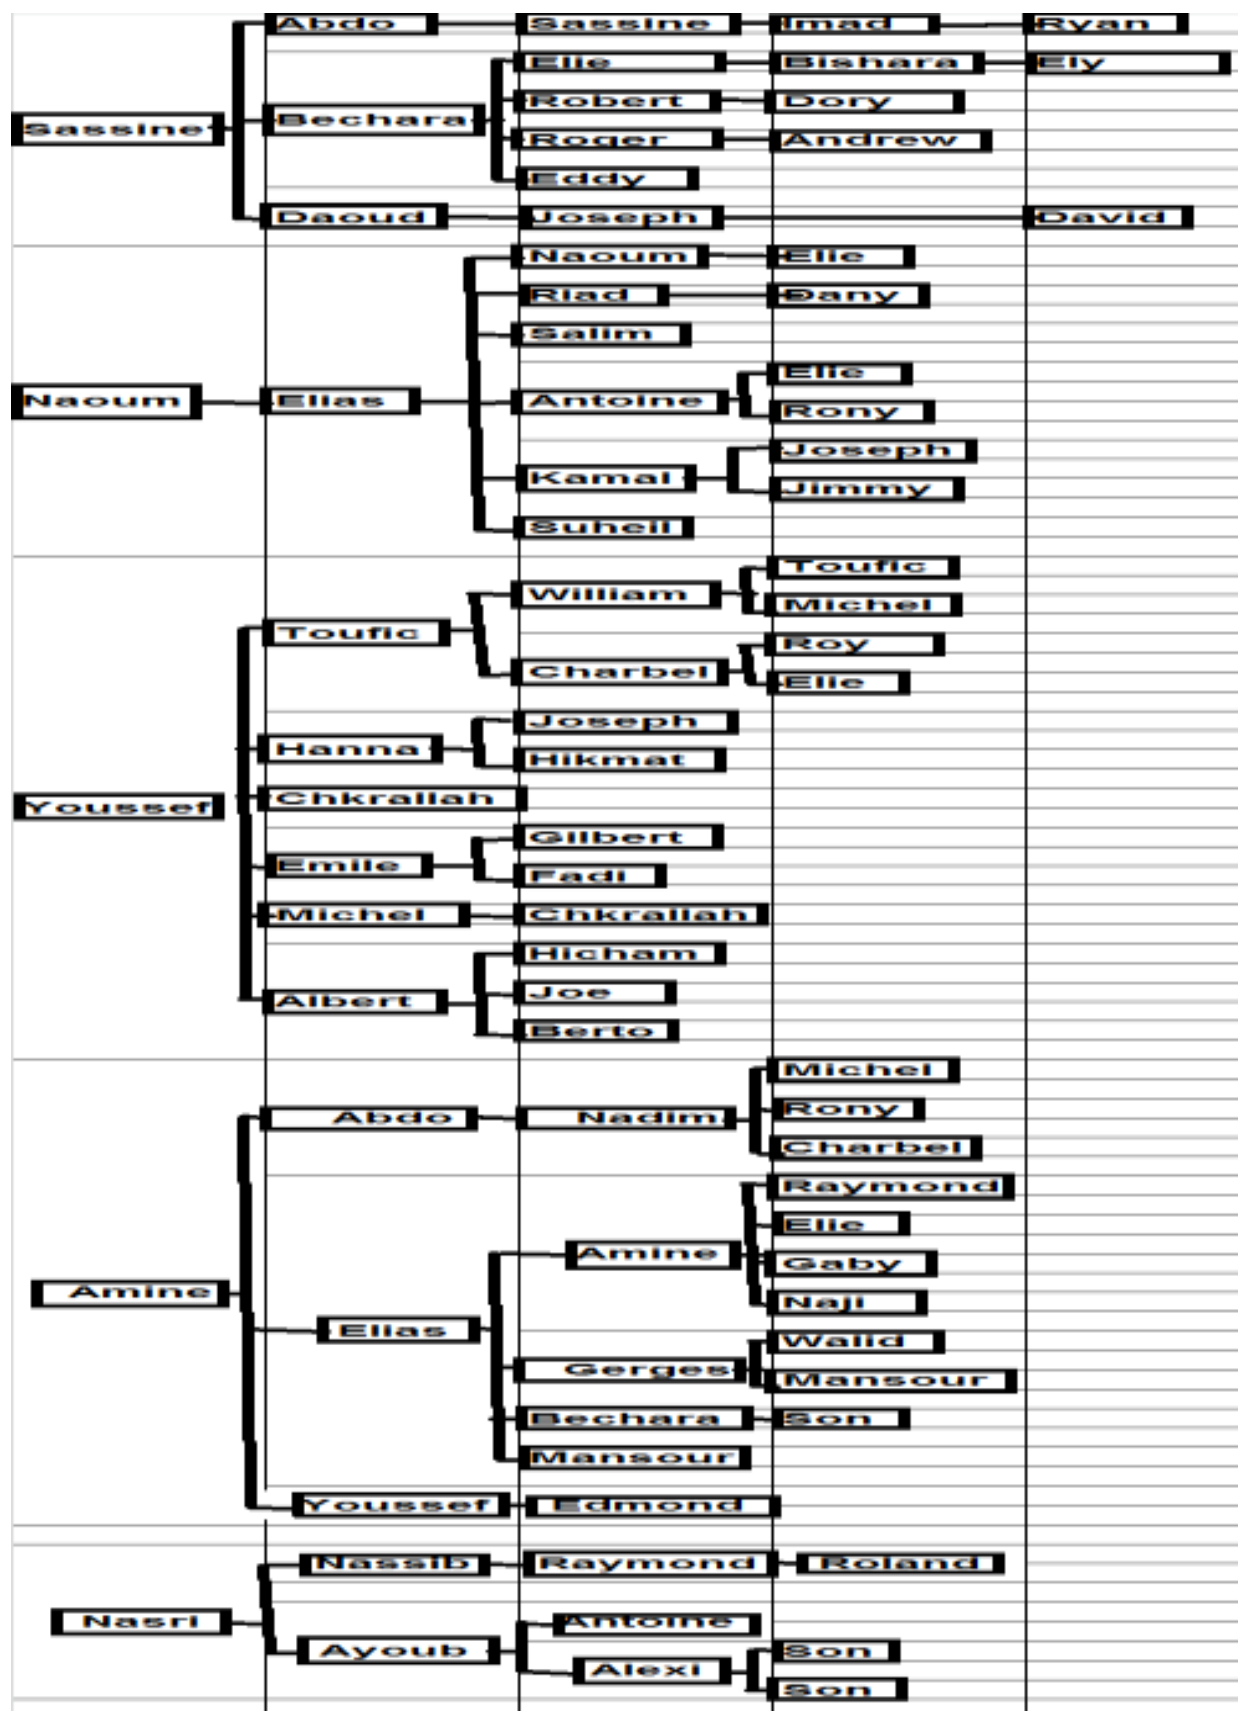 Abdo Sassine Imad Ryan
Elie Bishara Ely
Robert Dory
Sassine Bechara
Roger Andrew
Eddy
Daoud Joseph David
Naoum Elie
Riad Dany
Salim
Elie
Naoum Elias Antoine
Rony
Joseph
Kamal
Jimmy
Suheil
Toufic
William
Michel
Toufic
Roy
Charbel
Elie
Joseph
Hanna
Hikmat
Chkrallah
Youssef
Gilbert
Emile
Fadi
Michel Chkrallah
Hicham
Joe
Albert
Berto
Michel
Rony
Abdo Nadim
Charbel
Raymond
Elie
Amine
Gaby
Amine
Naji
Elias
Walid
Gerges
Mansour
Bechara Son
Mansour
Youssef Edmond
Nassib Raymond Roland
Nasri Antoine
Ayoub Son
Alexi
Son